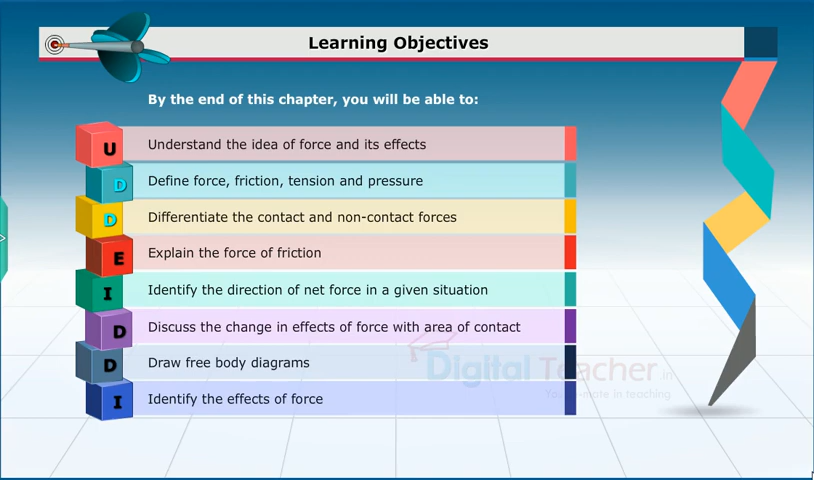 Learning Objectives
By the end of this chapter, you will be able to:
U Understand the idea of force and its effects
D Define force, friction, tension and pressure
D Differentiate the contact and non-contact forces
E Explain the force of friction
I Identify the direction of net force in a given situation
D Discuss the change in effects of force with area of contact
D Draw free body diagrams
I Identify the effects of force
Digital Teacher.in
in teaching